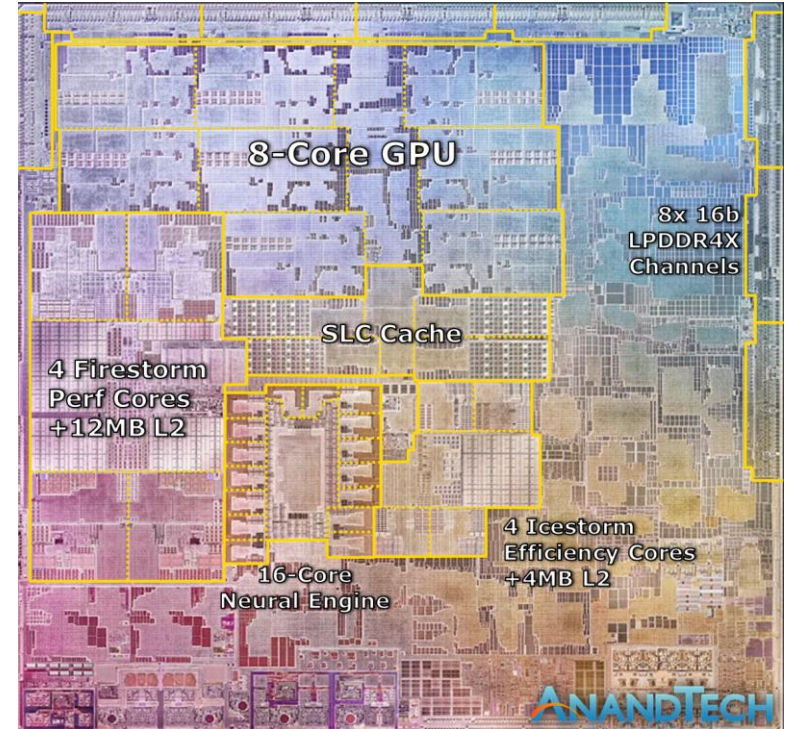 8-Core GPU
8x 16b
LPDDR4X
Channels
SLC Cache
4 Firestorm
Perf Cores
+12MB L2
4 Icestorm
Efficiency Cores
+4MB L2
16-Core
Neural Engine
ANANDTECH